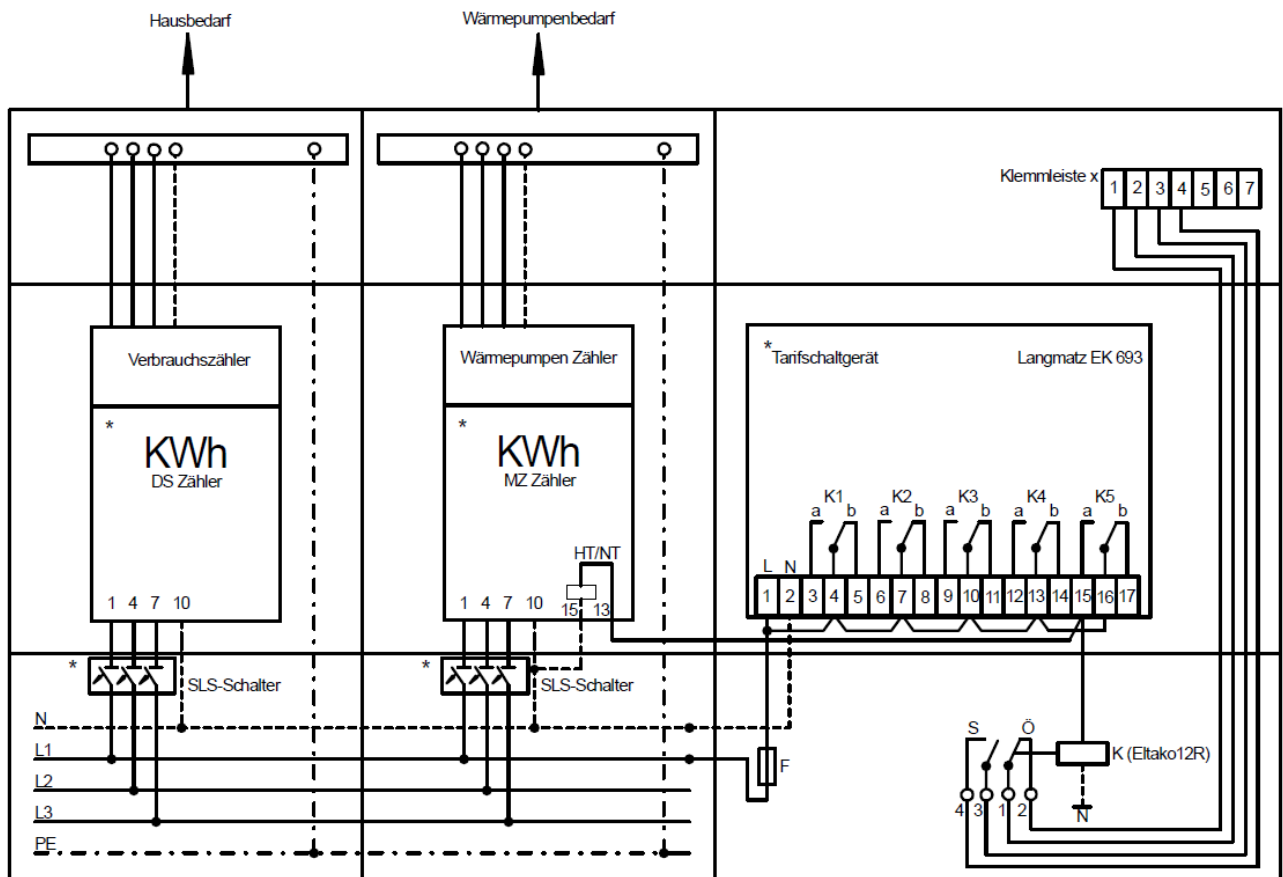 Hausbedarf
Wärmepumpenbedarf
Klemmleiste x
1 2 3 4 5 6 7
Verbrauchszähler
* KWh
DS Zähler
1 4 7 10
Wärmepumpen Zähler
* KWh
MZ Zähler
HT/NT
1 4 7 10 15 13
*Tarifschaltgerät
Langmatz EK 693
K1 K2 K3 K4 K5
a b a b a b a b a b
L N
1 2 3 4 5 6 7 8 9 10 11 12 13 14 15 16 17
* SLS-Schalter
* SLS-Schalter
N
L1
L2
L3
PE
F
S Ö
K (Eltako12R)
4 3 1 2
N